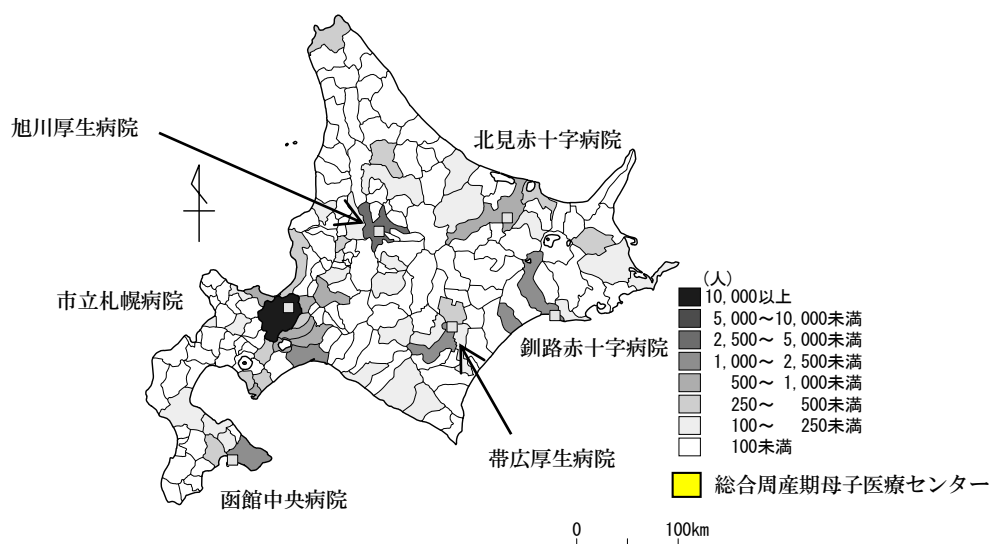 旭川厚生病院
北見赤十字病院
市立札幌病院
釧路赤十字病院
帯広厚生病院
函館中央病院
(人)
10,000以上
5,000～10,000未満
2,500～ 5,000未満
1,000～ 2,500未満
500～ 1,000未満
250～ 500未満
100～ 250未満
100未満
総合周産期母子医療センター
0 100km